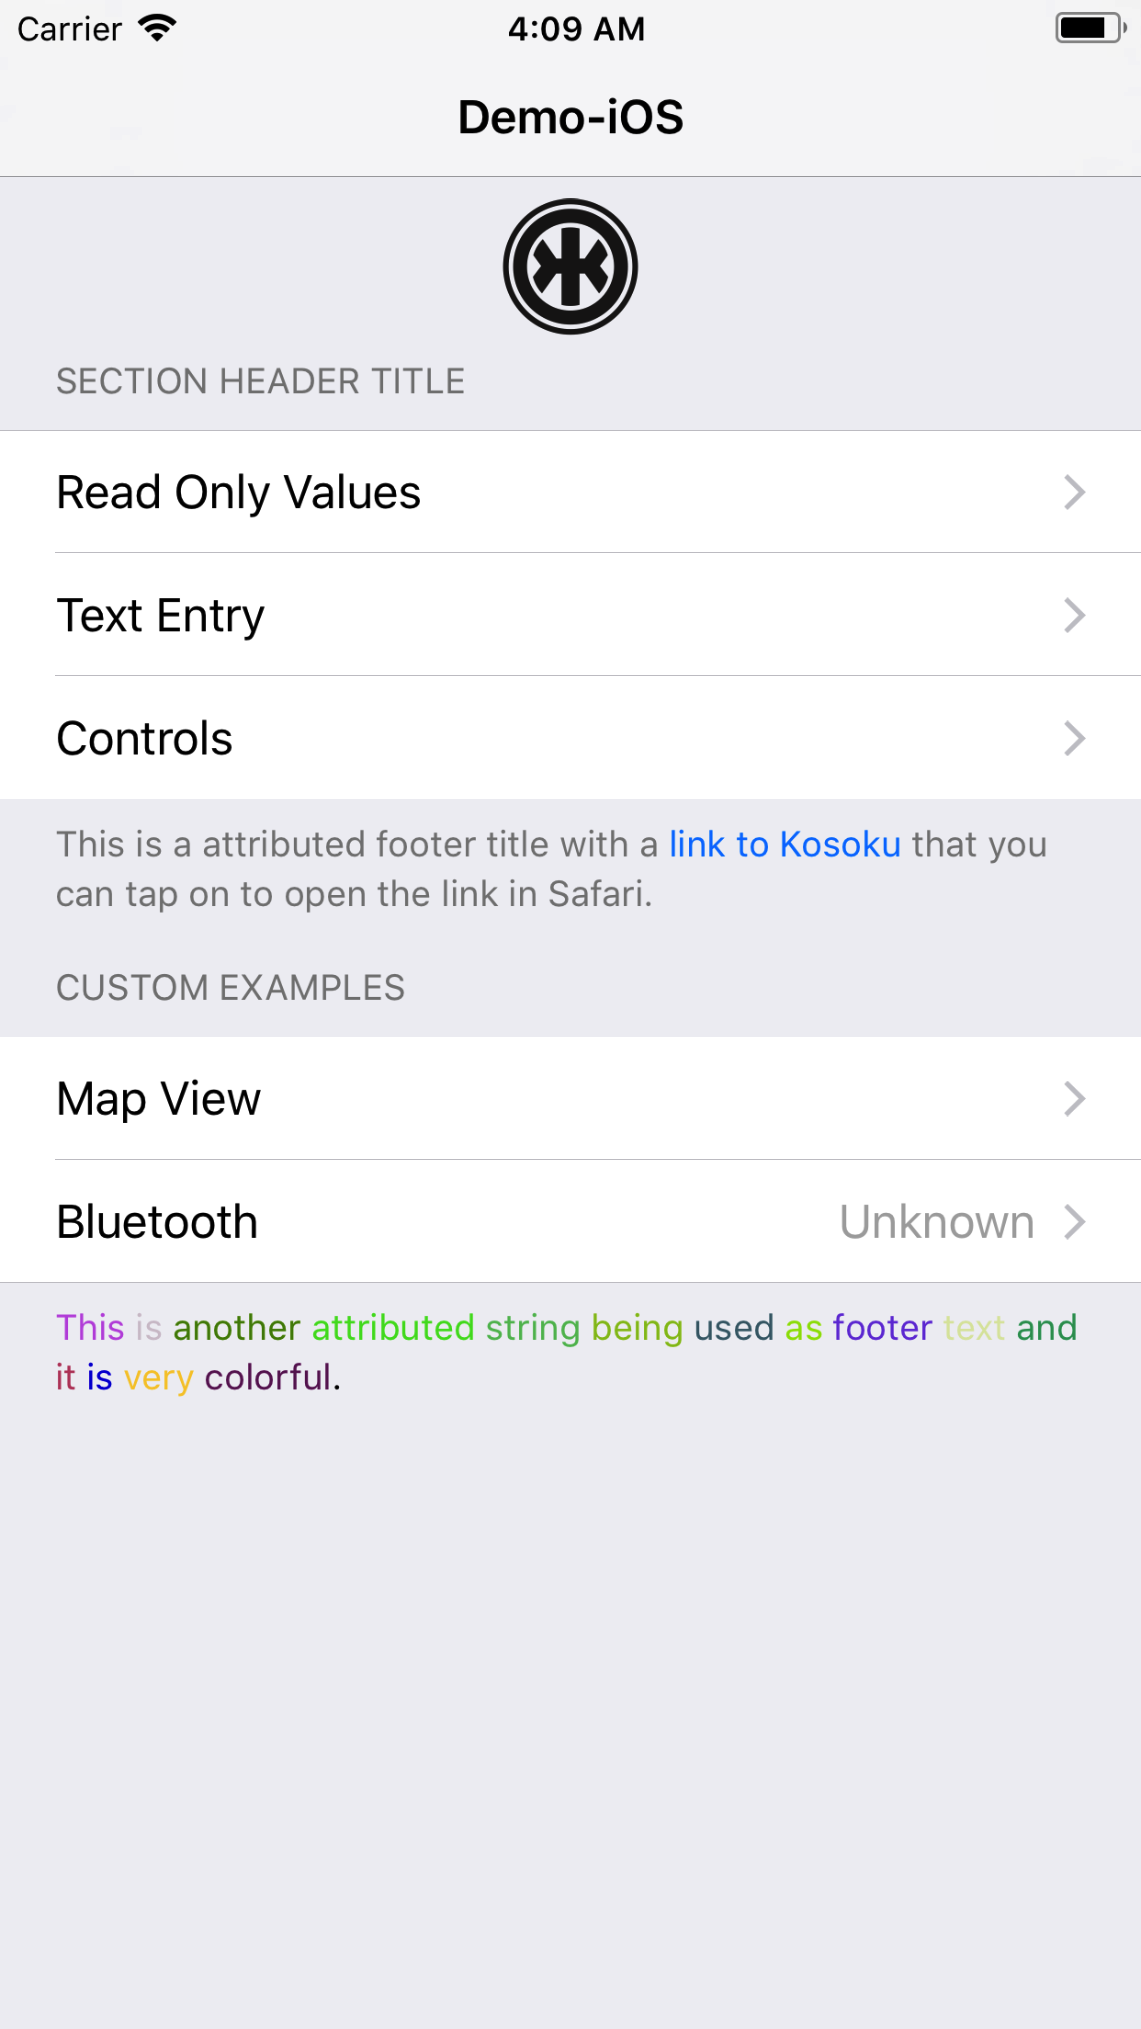 Carrier 4:09 AM
Demo-iOS
SECTION HEADER TITLE
Read Only Values
Text Entry
Controls
This is a attributed footer title with a link to Kosoku that you
can tap on to open the link in Safari.
CUSTOM EXAMPLES
Map View
Bluetooth Unknown
This is another attributed string being used as footer text and
it is very colorful.